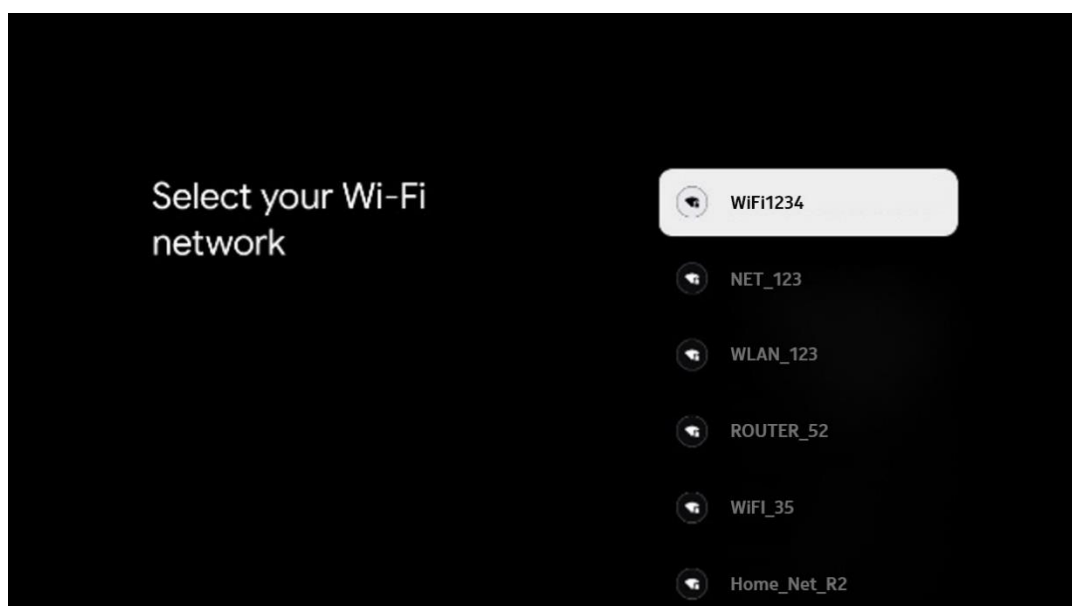 Select your Wi-Fi
network
WiFi1234
NET_123
WLAN_123
ROUTER_52
WiFI_35
Home_Net_R2